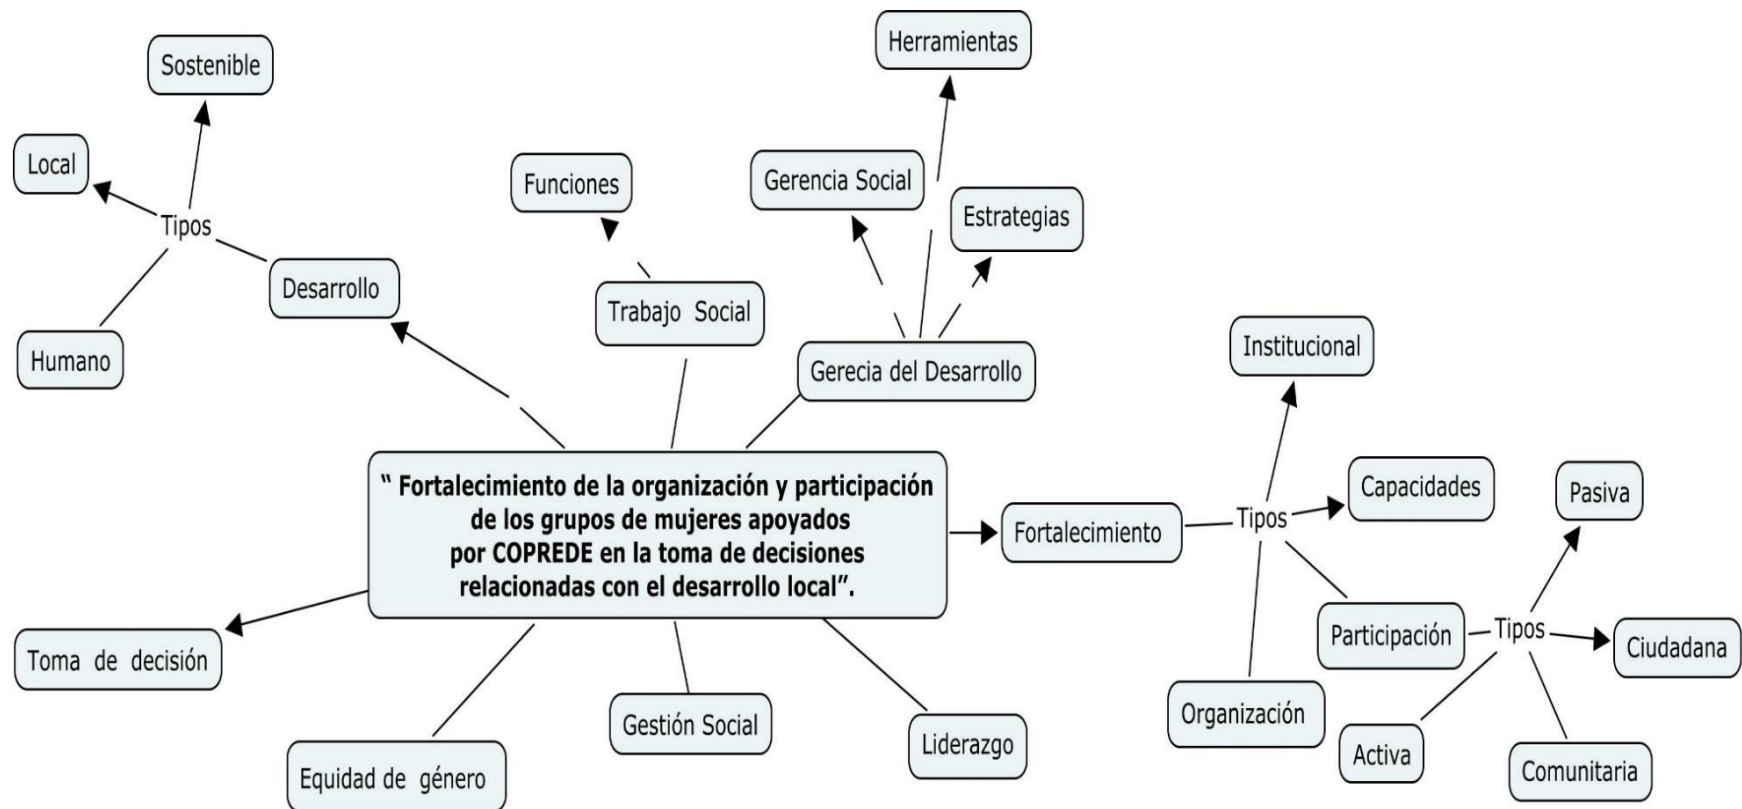 Herramientas
Sostenible
Local
Funciones
Gerencia Social
Estrategias
Tipos
Desarrollo
Trabajo Social
Humano
Gerecia del Desarrollo
Institucional
“ Fortalecimiento de la organización y participación
de los grupos de mujeres apoyados
por COPREDE en la toma de decisiones
relacionadas con el desarrollo local”.
Fortalecimiento
Tipos
Capacidades
Pasiva
Participación
Tipos
Ciudadana
Toma de decisión
Organización
Gestión Social
Liderazgo
Activa
Comunitaria
Equidad de género